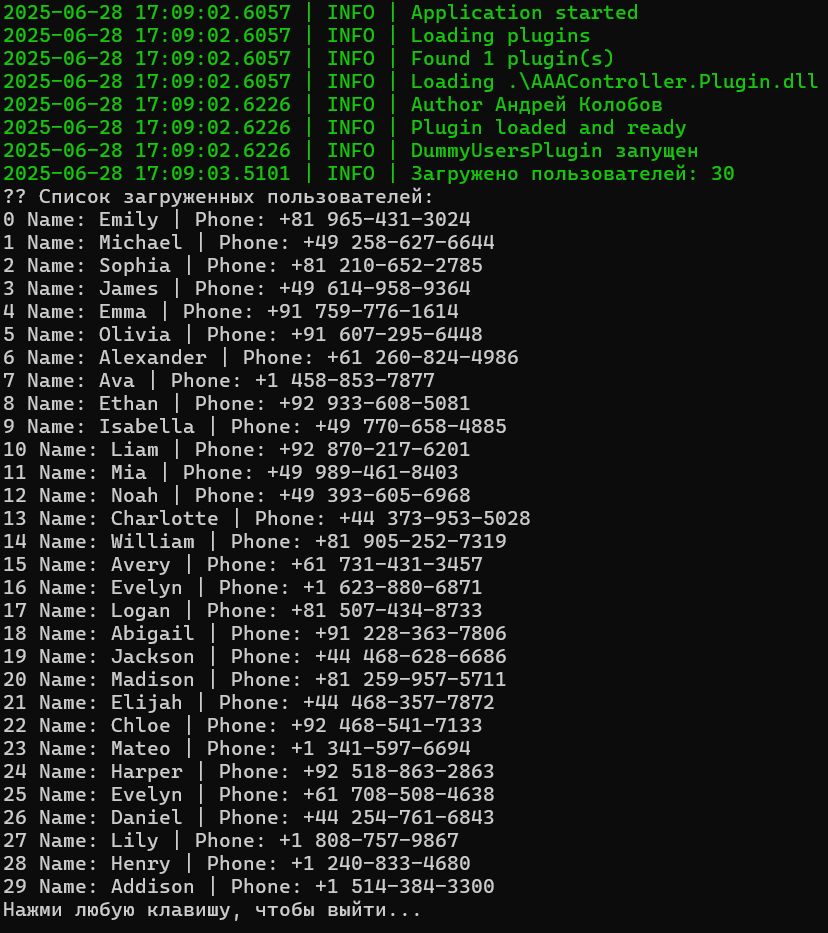 2025-06-28 17:09:02.6057 | INFO | Application started
2025-06-28 17:09:02.6057 | INFO | Loading plugins
2025-06-28 17:09:02.6057 | INFO | Found 1 plugin(s)
2025-06-28 17:09:02.6057 | INFO | Loading .\AAAController.Plugin.dll
2025-06-28 17:09:02.6226 | INFO | Author Андрей Колобов
2025-06-28 17:09:02.6226 | INFO | Plugin loaded and ready
2025-06-28 17:09:02.6226 | INFO | DummyUsersPlugin запущен
2025-06-28 17:09:03.5101 | INFO | Загружено пользователей: 30
?? Список загруженных пользователей:
0 Name: Emily | Phone: +81 965-431-3024
1 Name: Michael | Phone: +49 258-627-6644
2 Name: Sophia | Phone: +81 210-652-2785
3 Name: James | Phone: +49 614-958-9364
4 Name: Emma | Phone: +91 759-776-1614
5 Name: Olivia | Phone: +91 607-295-6448
6 Name: Alexander | Phone: +61 260-824-4986
7 Name: Ava | Phone: +1 458-853-7877
8 Name: Ethan | Phone: +92 933-608-5081
9 Name: Isabella | Phone: +49 770-658-4885
10 Name: Liam | Phone: +92 870-217-6201
11 Name: Mia | Phone: +49 989-461-8403
12 Name: Noah | Phone: +49 393-605-6968
13 Name: Charlotte | Phone: +44 373-953-5028
14 Name: William | Phone: +81 905-252-7319
15 Name: Avery | Phone: +61 731-431-3457
16 Name: Evelyn | Phone: +1 623-880-6871
17 Name: Logan | Phone: +81 507-434-8733
18 Name: Abigail | Phone: +91 228-363-7806
19 Name: Jackson | Phone: +44 468-628-6686
20 Name: Madison | Phone: +81 259-957-5711
21 Name: Elijah | Phone: +44 468-357-7872
22 Name: Chloe | Phone: +92 468-541-7133
23 Name: Mateo | Phone: +1 341-597-6694
24 Name: Harper | Phone: +92 518-863-2863
25 Name: Evelyn | Phone: +61 708-508-4638
26 Name: Daniel | Phone: +44 254-761-6843
27 Name: Lily | Phone: +1 808-757-9867
28 Name: Henry | Phone: +1 240-833-4680
29 Name: Addison | Phone: +1 514-384-3300
Нажми любую клавишу, чтобы выйти...